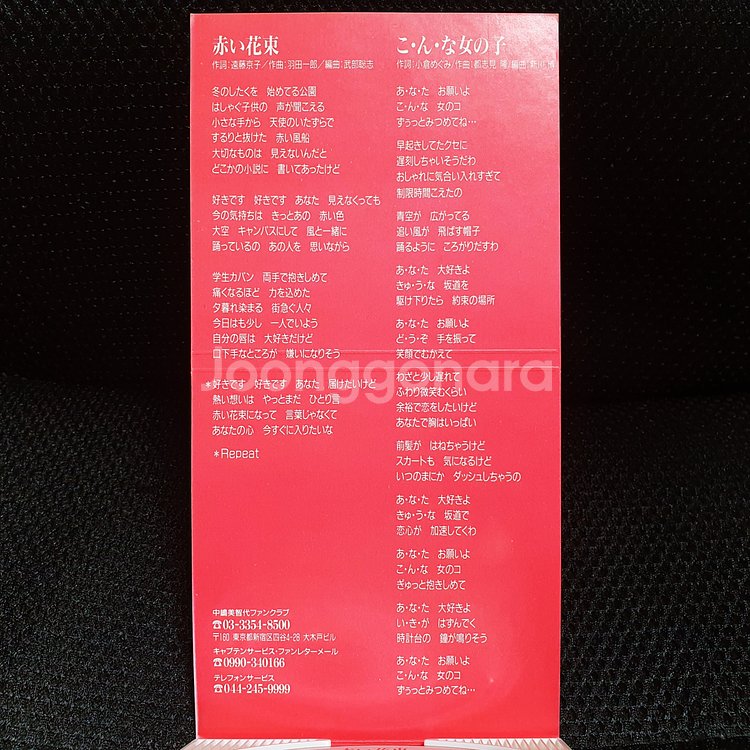 赤い花束
作詞：遠藤京子／作曲：羽田一郎／編曲：武部聡志
冬のしたくを　始めてる公園
はしゃぐ子供の　声が聞こえる
小さな手から　天使のいたずらで
するりと抜けた　赤い風船
大切なものは　見えないんだと
どこかの小説に　書いてあったけど
好きです　好きです　あなた　見えなくっても
今の気持ちは　きっとあの　赤い色
大空　キャンバスにして　風と一緒に
踊っているの　あの人を　思いながら
学生カバン　両手で抱きしめて
痛くなるほど　力を込めた
夕暮れ染まる　街急ぐ人々
今日はも少し　一人でいよう
自分の唇は　大好きだけど
口下手なところが　嫌いになりそう
＊好きです　好きです　あなた　届けたいけど
熱い想いは　やっとまだ　ひとり言
赤い花束になって　言葉じゃなくて
あなたの心　今すぐに入りたいな
＊Repeat
中嶋美智代ファンクラブ
☎03-3354-8500
〒160 東京都新宿区四谷4-28 大木戸ビル
キャプテンサービス・ファンレターメール
☎0990-340166
テレフォンサービス
☎044-245-9999
こ・ん・な女の子
作詞：小倉めぐみ/作曲：都志見 隆/編曲：新川 博
あ・な・た　お願いよ
こ・ん・な　女のコ
ずぅっとみつめてね…
早起きしてたクセに
遅刻しちゃいそうだわ
おしゃれに気合い入れすぎて
制限時間こえたの
青空が　広がってる
追い風が　飛ばす帽子
踊るように　ころがりだすわ
あ・な・た　大好きよ
きゅ・う・な　坂道を
駆け下りたら　約束の場所
あ・な・た　お願いよ
ど・う・ぞ　手を振って
笑顔でむかえて
わざと少し遅れて
ふわり微笑むくらい
余裕で恋をしたいけど
あなたで胸はいっぱい
前髪が　はねちゃうけど
スカートも　気になるけど
いつのまにか　ダッシュしちゃうの
あ・な・た　大好きよ
きゅ・う・な　坂道で
恋心が　加速してくわ
あ・な・た　お願いよ
こ・ん・な　女のコ
ぎゅっと抱きしめて
あ・な・た　大好きよ
い・き・が　はずんでく
時計台の　鐘が鳴りそう
あ・な・た　お願いよ
こ・ん・な　女のコ
ずぅっとみつめてね…
Joonggonara